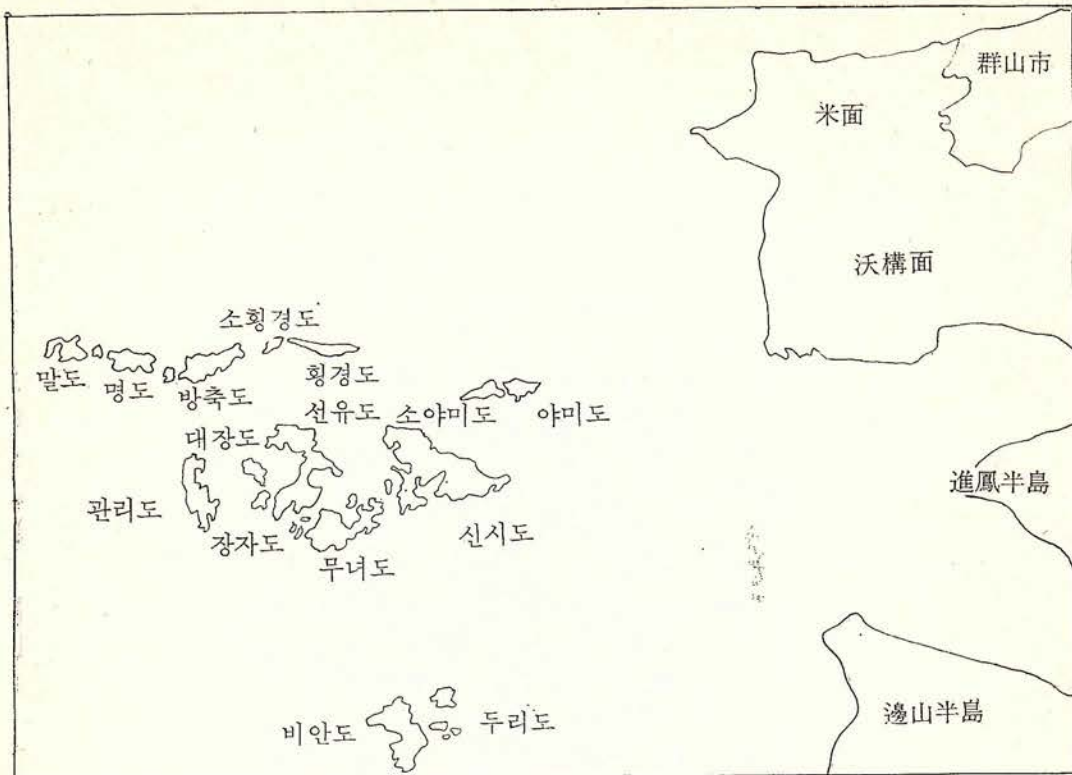 群山市
米面
沃構面
소횡경도
말도
명도
방축도
횡경도
선유도
소야미도
야미도
대장도
관리도
進鳳半島
장자도
신시도
무녀도
비안도
두리도
邊山半島